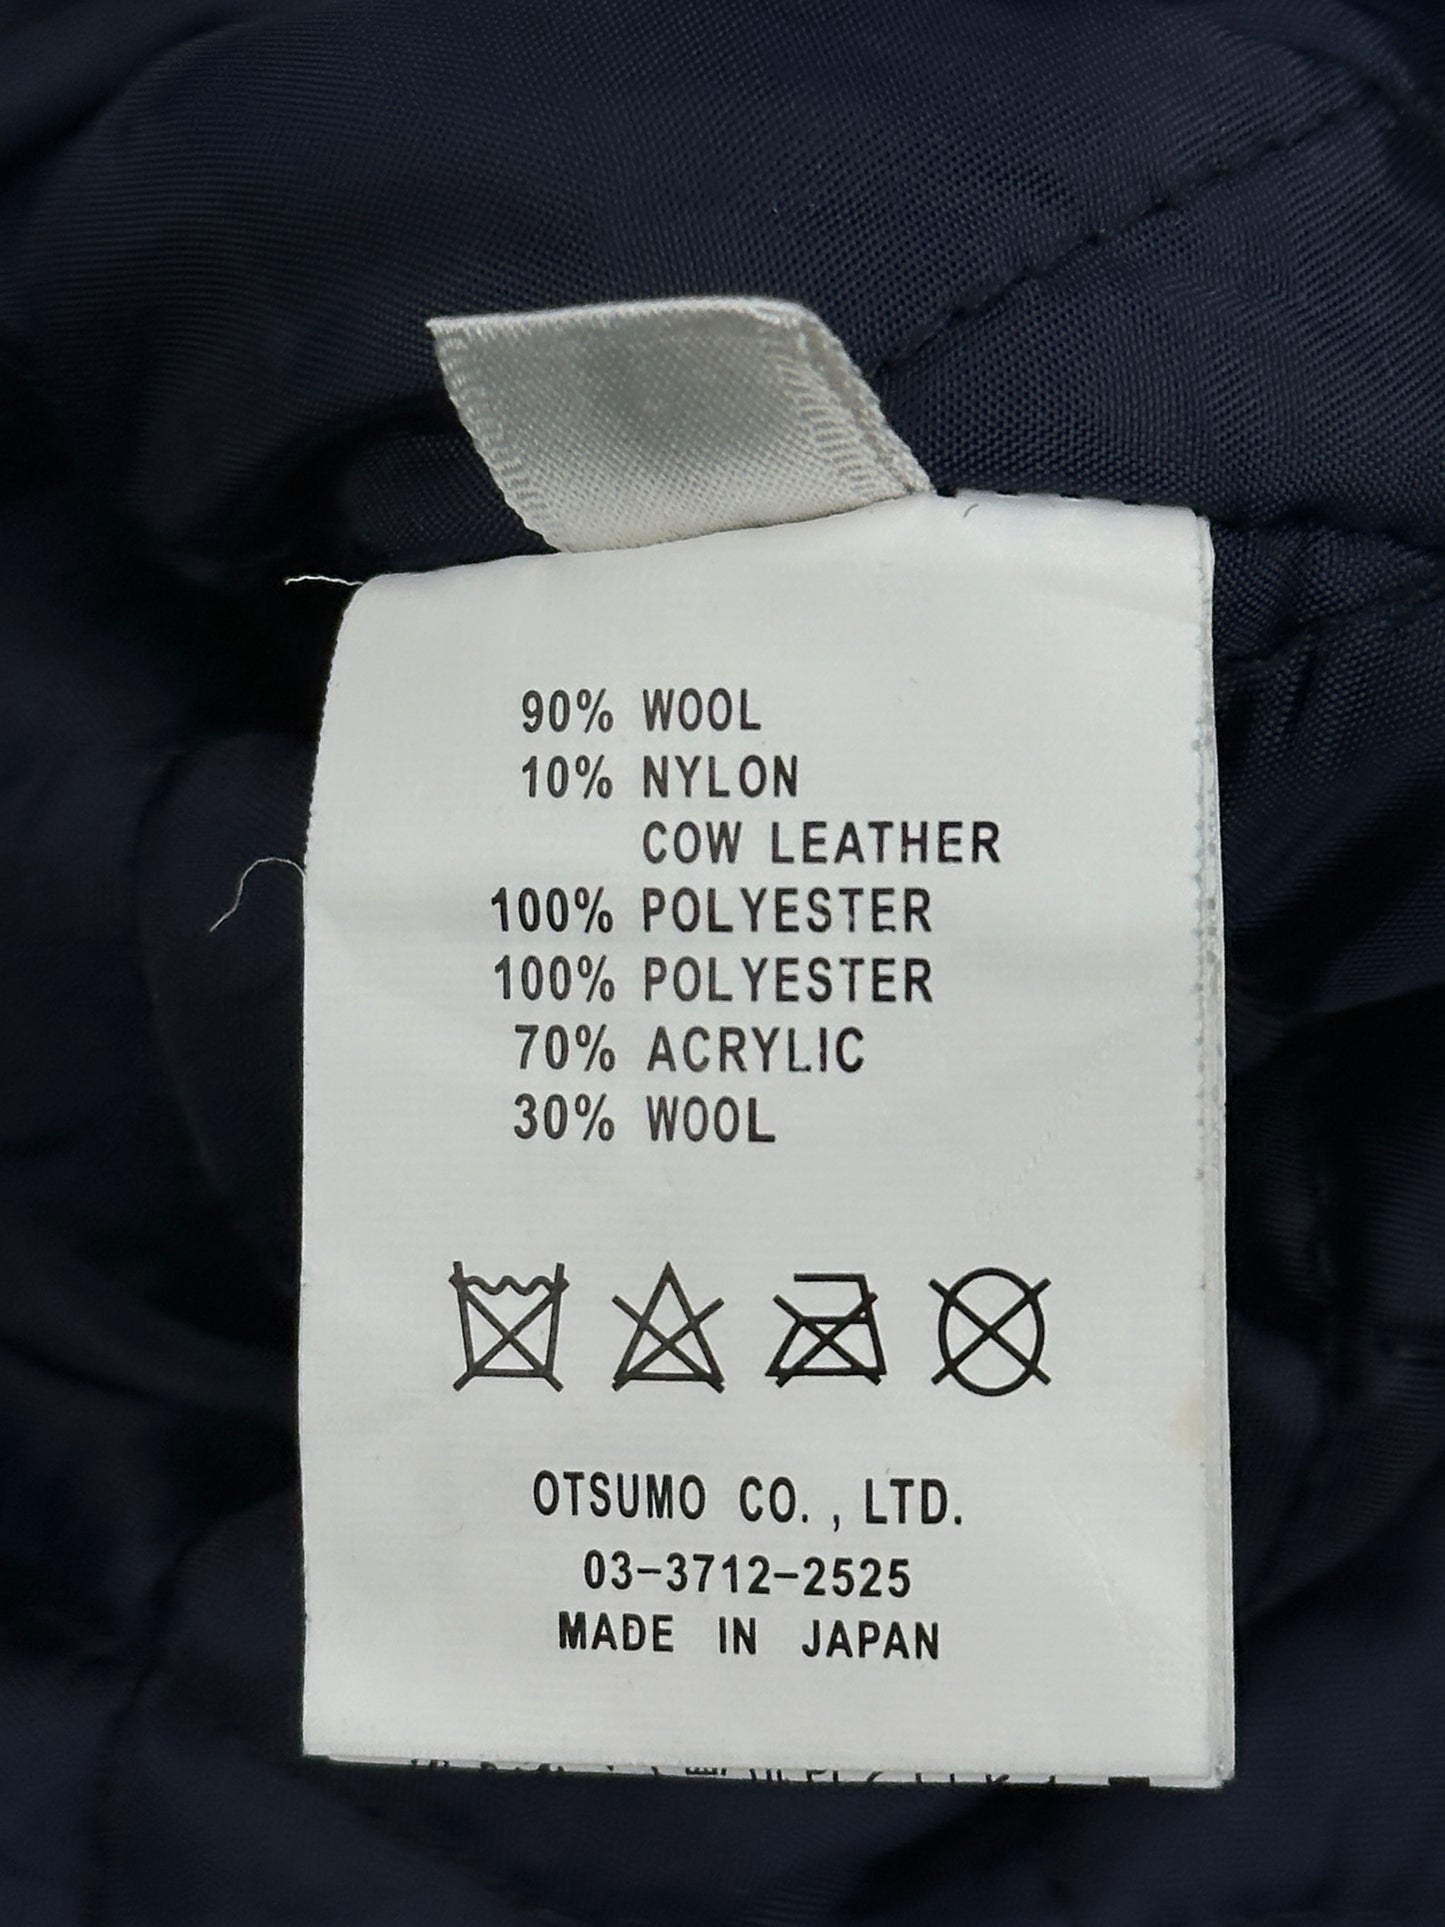 90% WOOL
10% NYLON
COW LEATHER
100% POLYESTER
100% POLYESTER
70% ACRYLIC
30% WOOL
OTSUMO CO. , LTD.
03-3712-2525
MADE IN JAPAN